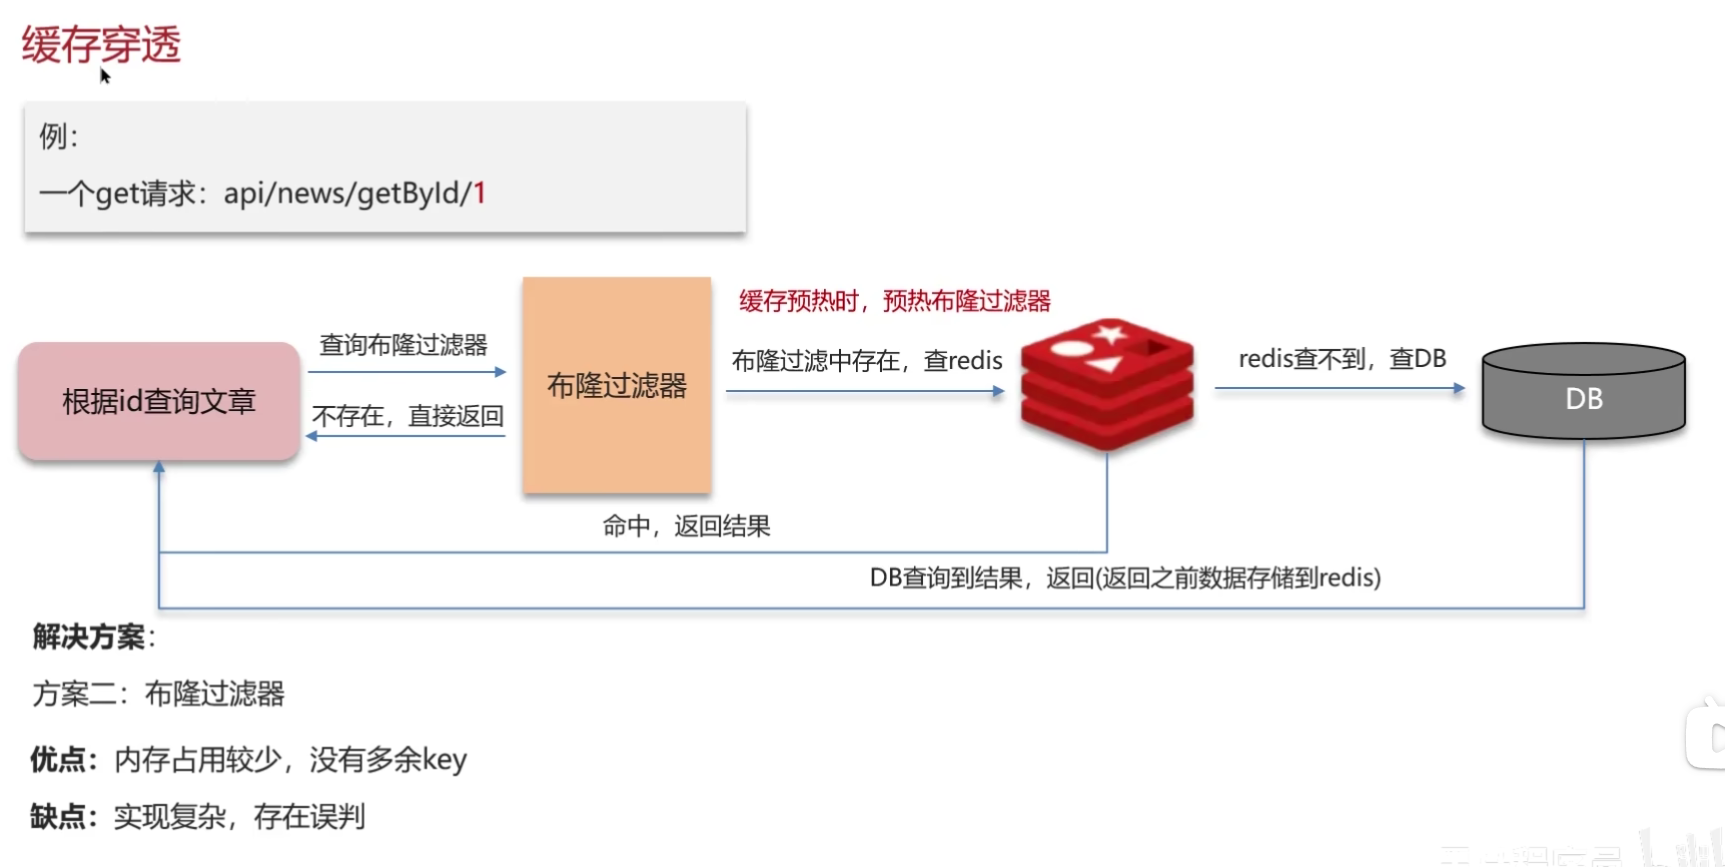 缓存穿透
例：
一个get请求：api/news/getById/1
缓存预热时，预热布隆过滤器
查询布隆过滤器
布隆过滤中存在，查redis
redis查不到，查DB
根据id查询文章
布隆过滤器
DB
不存在，直接返回
命中，返回结果
DB查询到结果，返回(返回之前数据存储到redis)
解决方案：
方案二：布隆过滤器
优点：内存占用较少，没有多余key
缺点：实现复杂，存在误判